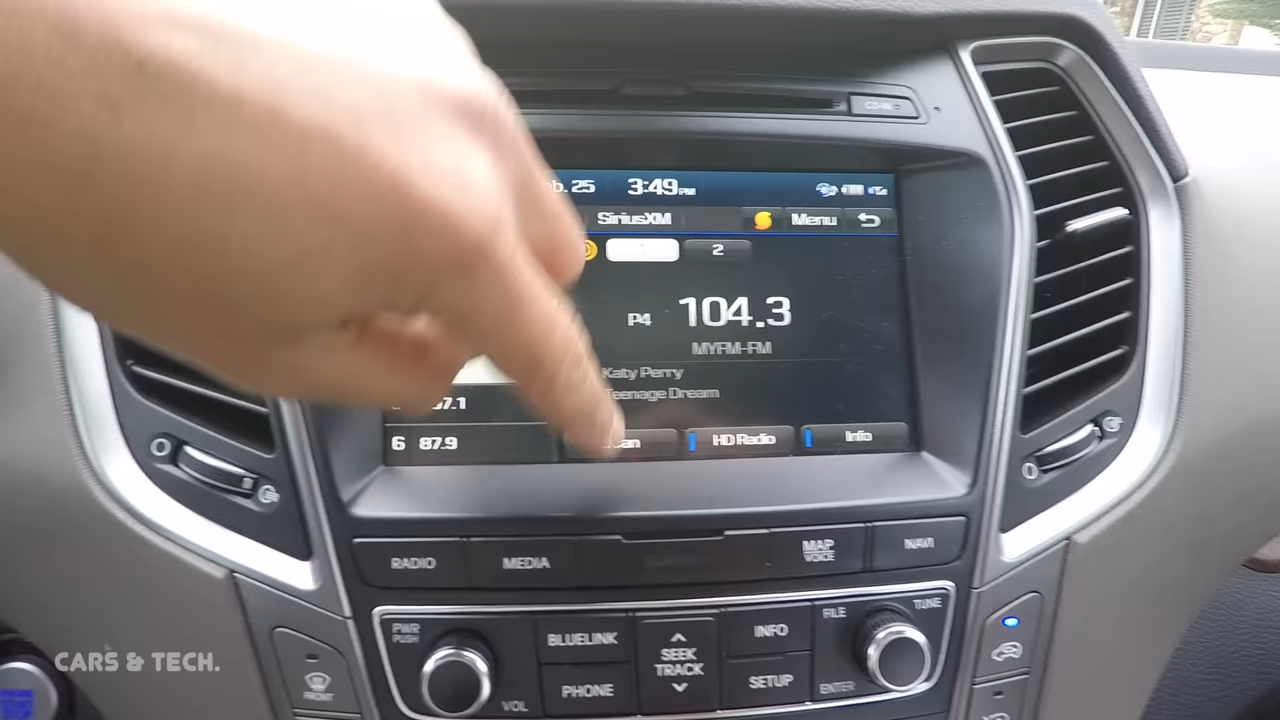 CD-IN
25 3:49 PM
SiriusXM Menu
2
P4 104.3
MYFM-FM
Katy Perry
Teenage Dream
6 87.9
HD Radio Info
RADIO MEDIA MAP VOICE NAVI
PWR PUSH
VOL
BLUELINK
PHONE
SEEK
TRACK
INFO
SETUP
FILE
TUNE
ENTER
FRONT
CARS & TECH.